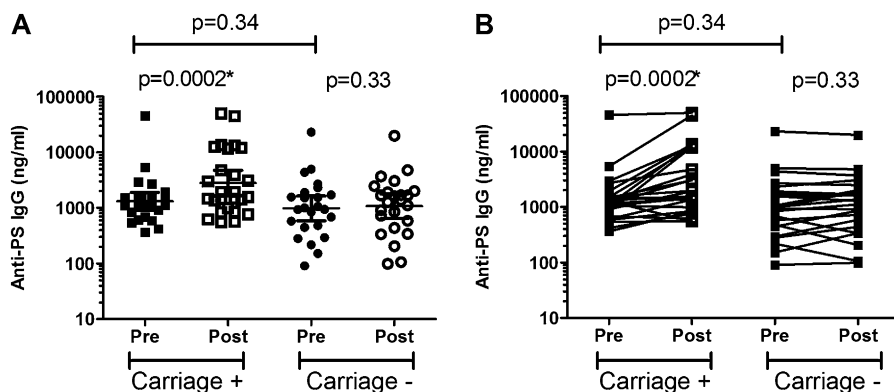 A
p=0.34
p=0.0002*
p=0.33
Anti-PS IgG (ng/ml)
100000
10000
1000
100
10
Pre
Post
Pre
Post
Carriage +
Carriage -
B
p=0.34
p=0.0002*
p=0.33
Anti-PS IgG (ng/ml)
100000
10000
1000
100
10
Pre
Post
Pre
Post
Carriage +
Carriage -